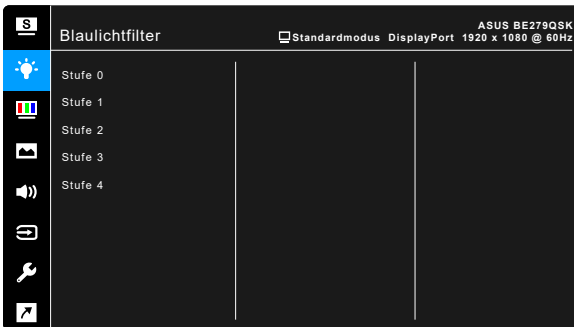 S
ASUS BE279QSK
Blaulichtfilter
Standardmodus DisplayPort 1920 x 1080 @ 60Hz
Stufe 0
Stufe 1
Stufe 2
Stufe 3
Stufe 4